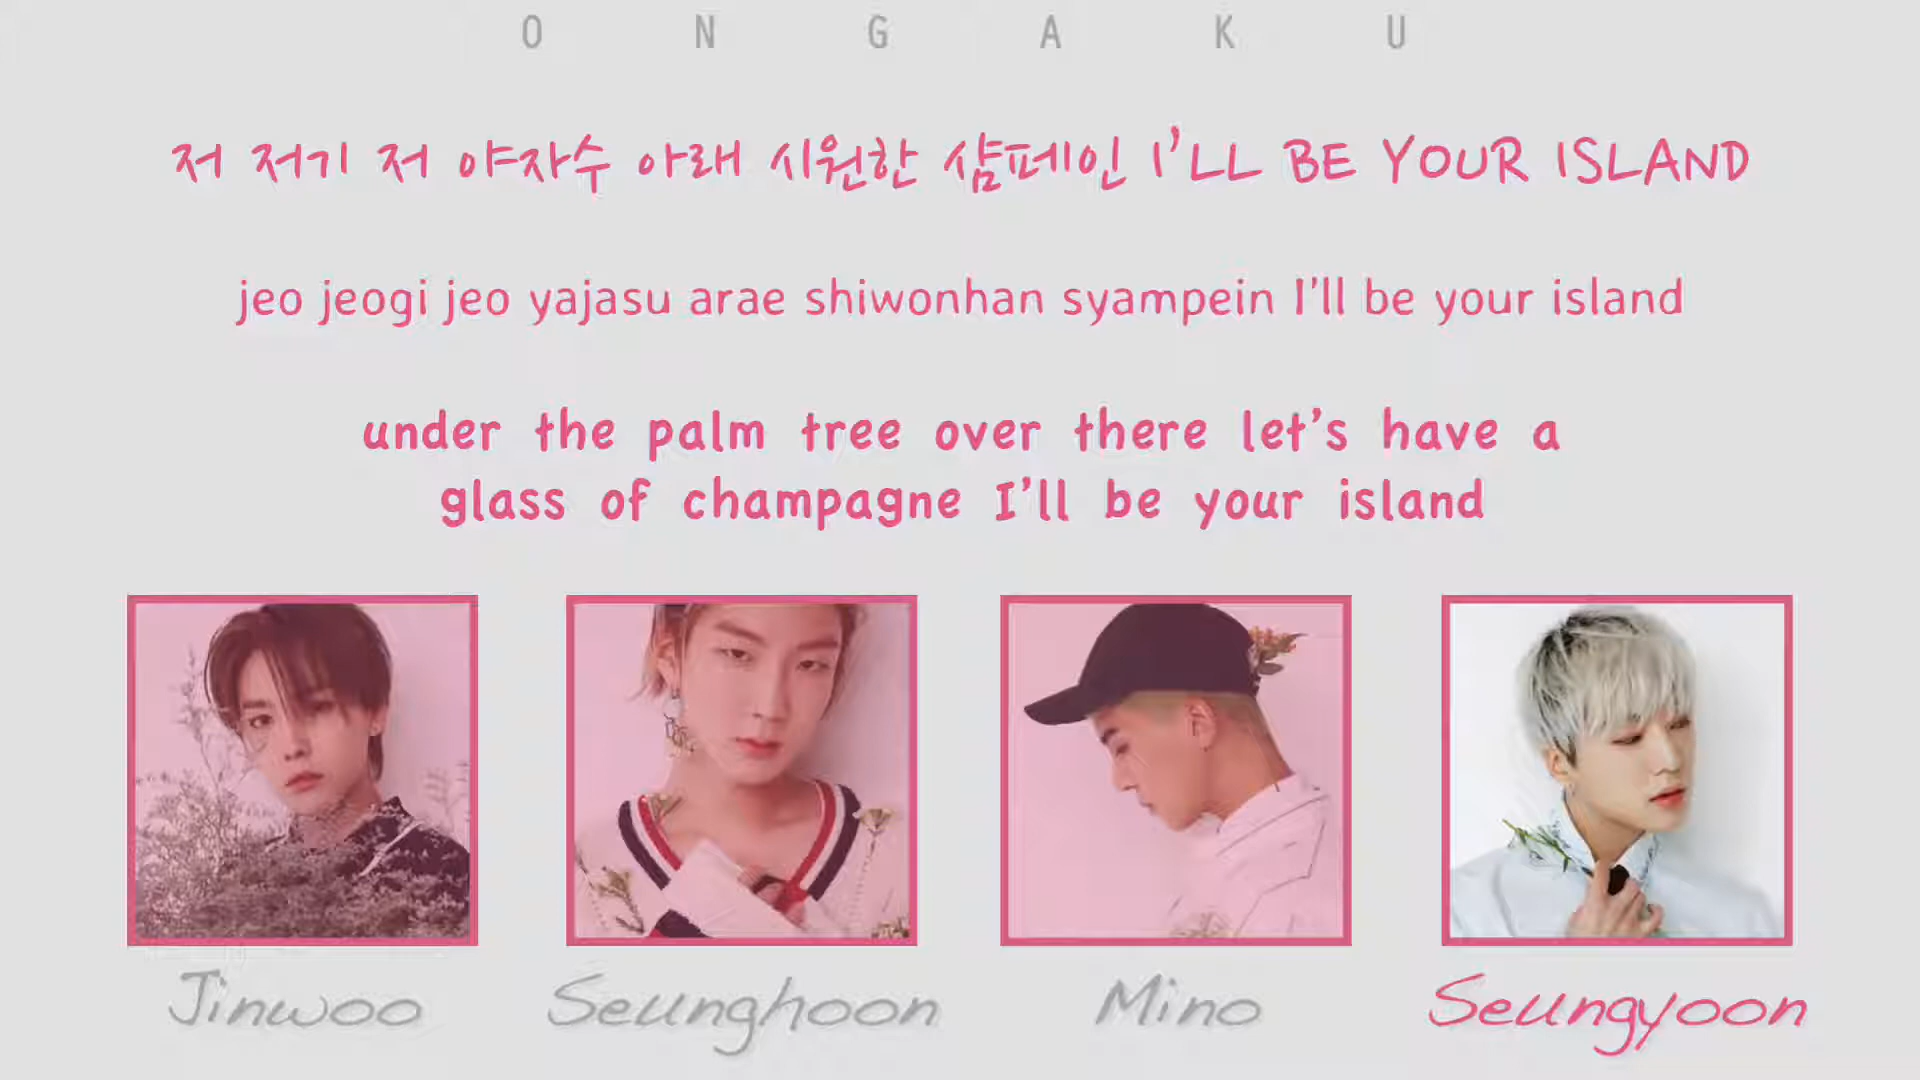 O N G A K U
저 저기 저 야자수 아래 시원한 샴페인 I'LL BE YOUR ISLAND
jeo jeogi jeo yajasu arae shiwonhan syampein I'll be your island
under the palm tree over there let's have a
glass of champagne I'll be your island
Jinwoo Seunghoon Mino Seungyoon